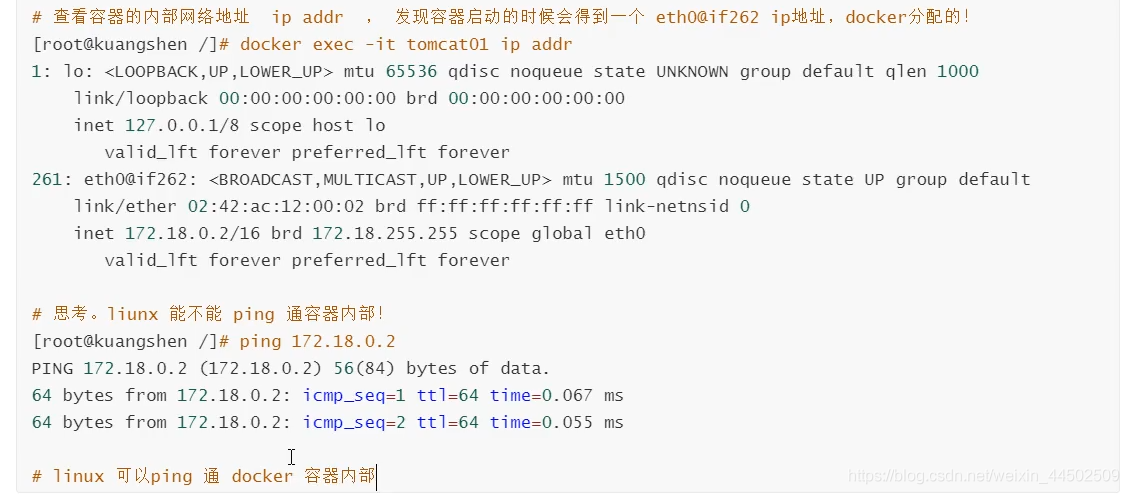 # 查看容器的内部网络地址  ip addr  ， 发现容器启动的时候会得到一个 eth0@if262 ip地址，docker分配的！
[root@kuangshen /]# docker exec -it tomcat01 ip addr
1: lo: <LOOPBACK,UP,LOWER_UP> mtu 65536 qdisc noqueue state UNKNOWN group default qlen 1000
    link/loopback 00:00:00:00:00:00 brd 00:00:00:00:00:00
    inet 127.0.0.1/8 scope host lo
       valid_lft forever preferred_lft forever
261: eth0@if262: <BROADCAST,MULTICAST,UP,LOWER_UP> mtu 1500 qdisc noqueue state UP group default
    link/ether 02:42:ac:12:00:02 brd ff:ff:ff:ff:ff:ff link-netnsid 0
    inet 172.18.0.2/16 brd 172.18.255.255 scope global eth0
       valid_lft forever preferred_lft forever
# 思考。liunx 能不能 ping 通容器内部！
[root@kuangshen /]# ping 172.18.0.2
PING 172.18.0.2 (172.18.0.2) 56(84) bytes of data.
64 bytes from 172.18.0.2: icmp_seq=1 ttl=64 time=0.067 ms
64 bytes from 172.18.0.2: icmp_seq=2 ttl=64 time=0.055 ms
# linux 可以ping 通 docker 容器内部
https://blog.csdn.net/weixin_44502509